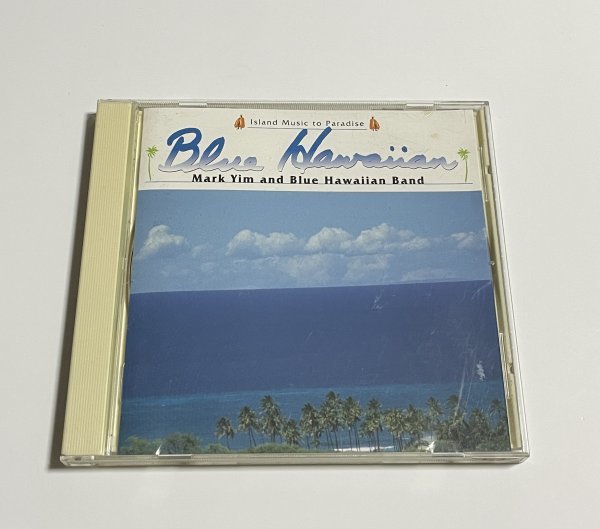 Island Music to Paradise
Blue Hawaiian
Mark Yim and Blue Hawaiian Band